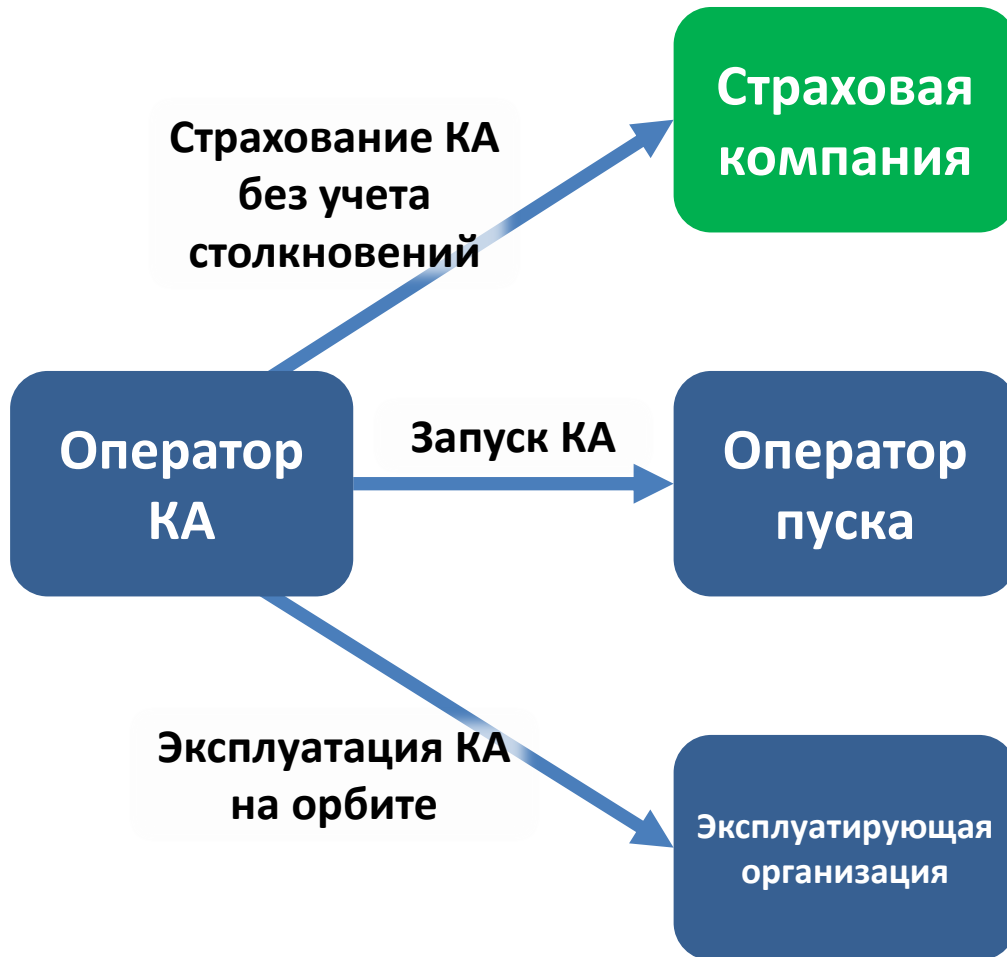 Страховая
компания
Страхование КА
без учета
столкновений
Оператор
КА
Запуск КА
Оператор
пуска
Эксплуатация КА
на орбите
Эксплуатирующая
организация